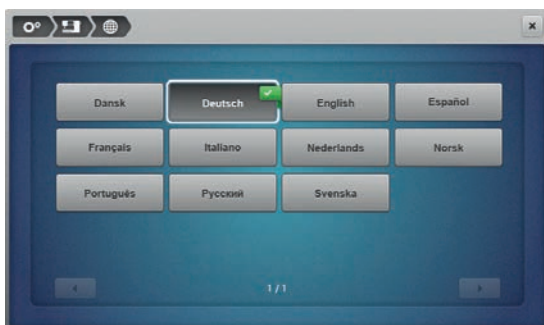 Dansk Deutsch English Español
Français Italiano Nederlands Norsk
Português Русский Svenska
1/1